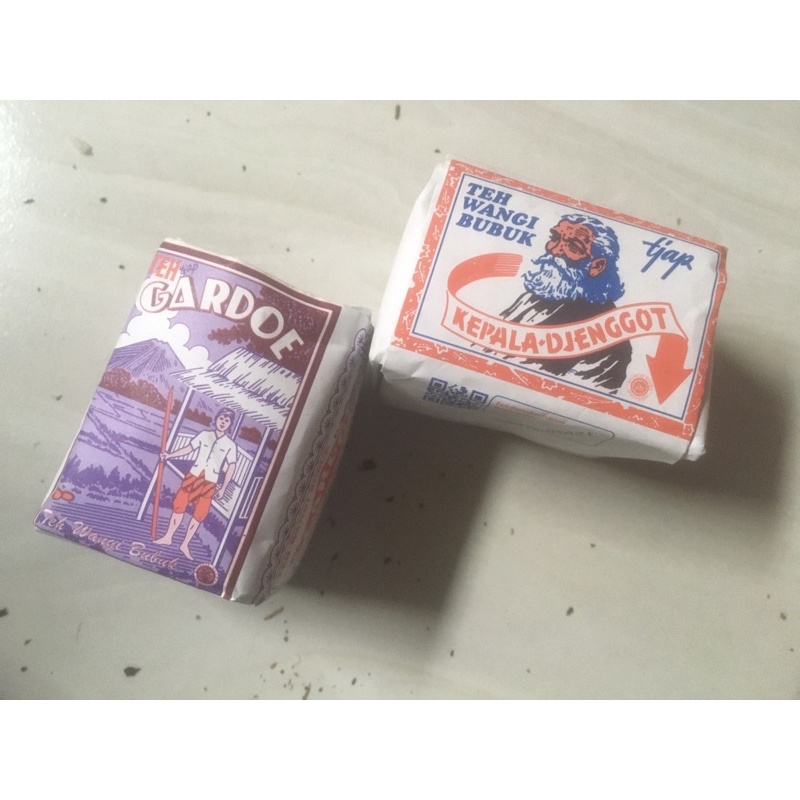 TEH
GARDOE
Teh Wangi Bubuk
TEH
WANGI
BUBUK
tjap
KEPALA-DJENGGOT